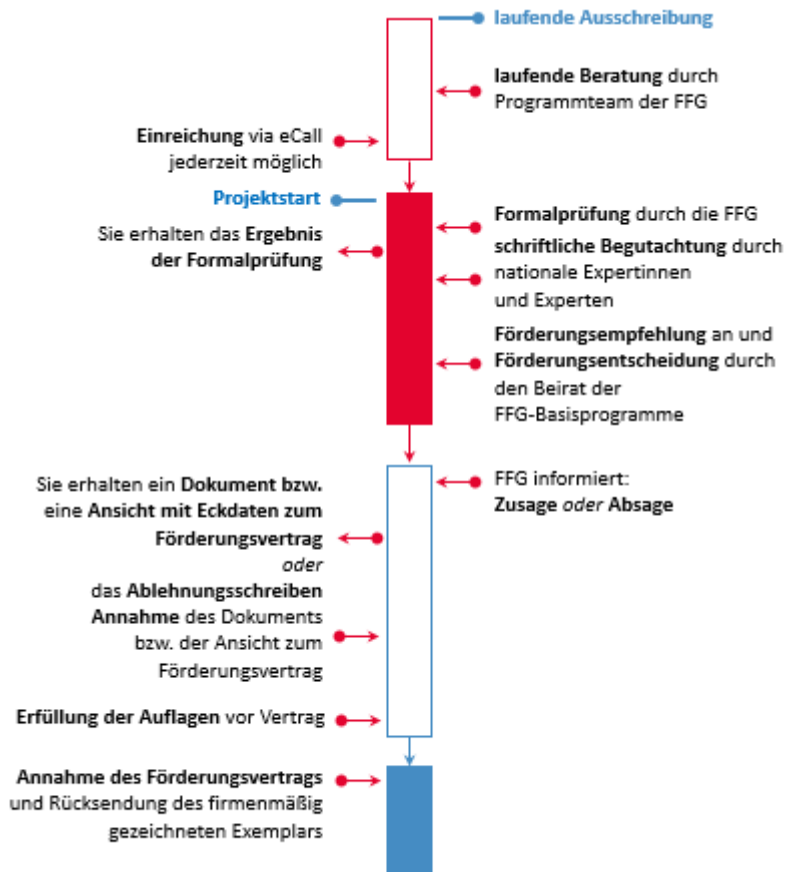 laufende Ausschreibung
laufende Beratung durch
Programmteam der FFG
Einreichung via eCall
jederzeit möglich
Projektstart
Sie erhalten das Ergebnis
der Formalprüfung
Formalprüfung durch die FFG
schriftliche Begutachtung durch
nationale Expertinnen
und Experten
Förderungsempfehlung an und
Förderungsentscheidung durch
den Beirat der
FFG-Basisprogramme
FFG informiert:
Zusage oder Absage
Sie erhalten ein Dokument bzw.
eine Ansicht mit Eckdaten zum
Förderungsvertrag
oder
das Ablehnungsschreiben
Annahme des Dokuments
bzw. der Ansicht zum
Förderungsvertrag
Erfüllung der Auflagen vor Vertrag
Annahme des Förderungsvertrags
und Rücksendung des firmenmäßig
gezeichneten Exemplars